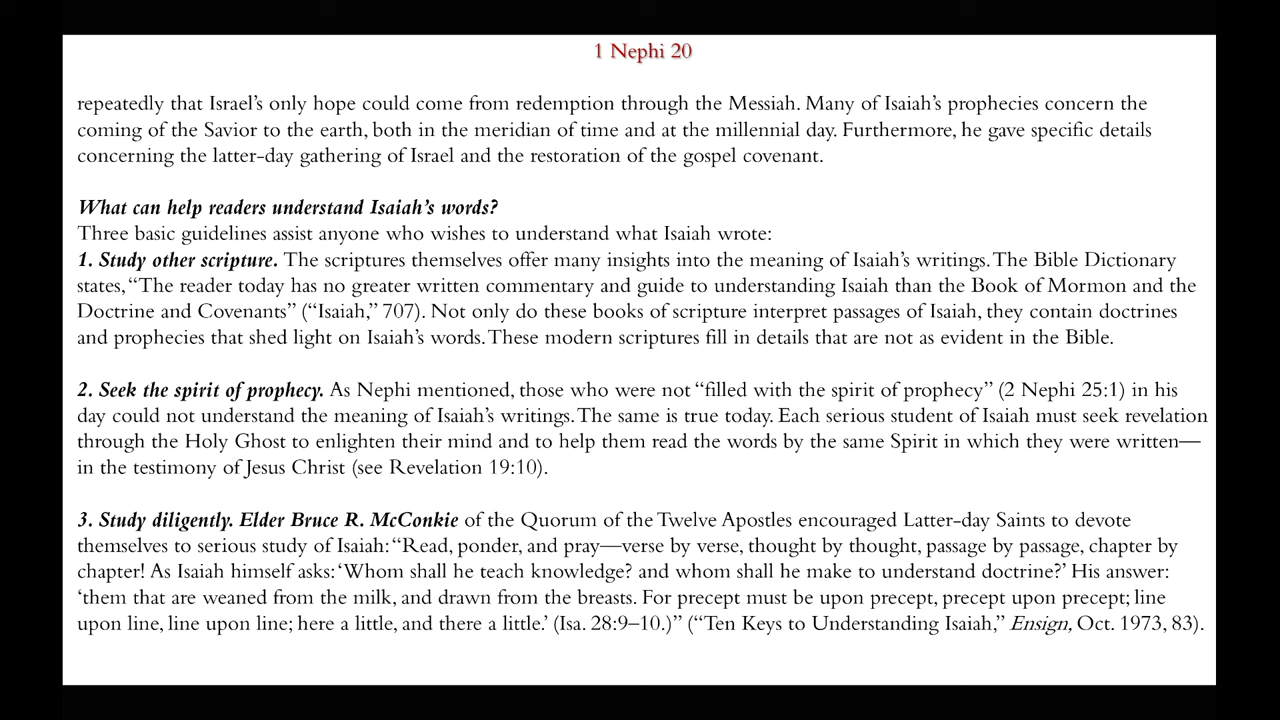 1 Nephi 20
repeatedly that Israel’s only hope could come from redemption through the Messiah. Many of Isaiah’s prophecies concern the
coming of the Savior to the earth, both in the meridian of time and at the millennial day. Furthermore, he gave specific details
concerning the latter-day gathering of Israel and the restoration of the gospel covenant.
What can help readers understand Isaiah’s words?
Three basic guidelines assist anyone who wishes to understand what Isaiah wrote:
1. Study other scripture. The scriptures themselves offer many insights into the meaning of Isaiah’s writings. The Bible Dictionary
states, “The reader today has no greater written commentary and guide to understanding Isaiah than the Book of Mormon and the
Doctrine and Covenants” (“Isaiah,” 707). Not only do these books of scripture interpret passages of Isaiah, they contain doctrines
and prophecies that shed light on Isaiah’s words. These modern scriptures fill in details that are not as evident in the Bible.
2. Seek the spirit of prophecy. As Nephi mentioned, those who were not “filled with the spirit of prophecy” (2 Nephi 25:1) in his
day could not understand the meaning of Isaiah’s writings. The same is true today. Each serious student of Isaiah must seek revelation
through the Holy Ghost to enlighten their mind and to help them read the words by the same Spirit in which they were written—
in the testimony of Jesus Christ (see Revelation 19:10).
3. Study diligently. Elder Bruce R. McConkie of the Quorum of the Twelve Apostles encouraged Latter-day Saints to devote
themselves to serious study of Isaiah: “Read, ponder, and pray—verse by verse, thought by thought, passage by passage, chapter by
chapter! As Isaiah himself asks: ‘Whom shall he teach knowledge? and whom shall he make to understand doctrine?’ His answer:
‘them that are weaned from the milk, and drawn from the breasts. For precept must be upon precept, precept upon precept; line
upon line, line upon line; here a little, and there a little.’ (Isa. 28:9–10.)” (“Ten Keys to Understanding Isaiah,” Ensign, Oct. 1973, 83).